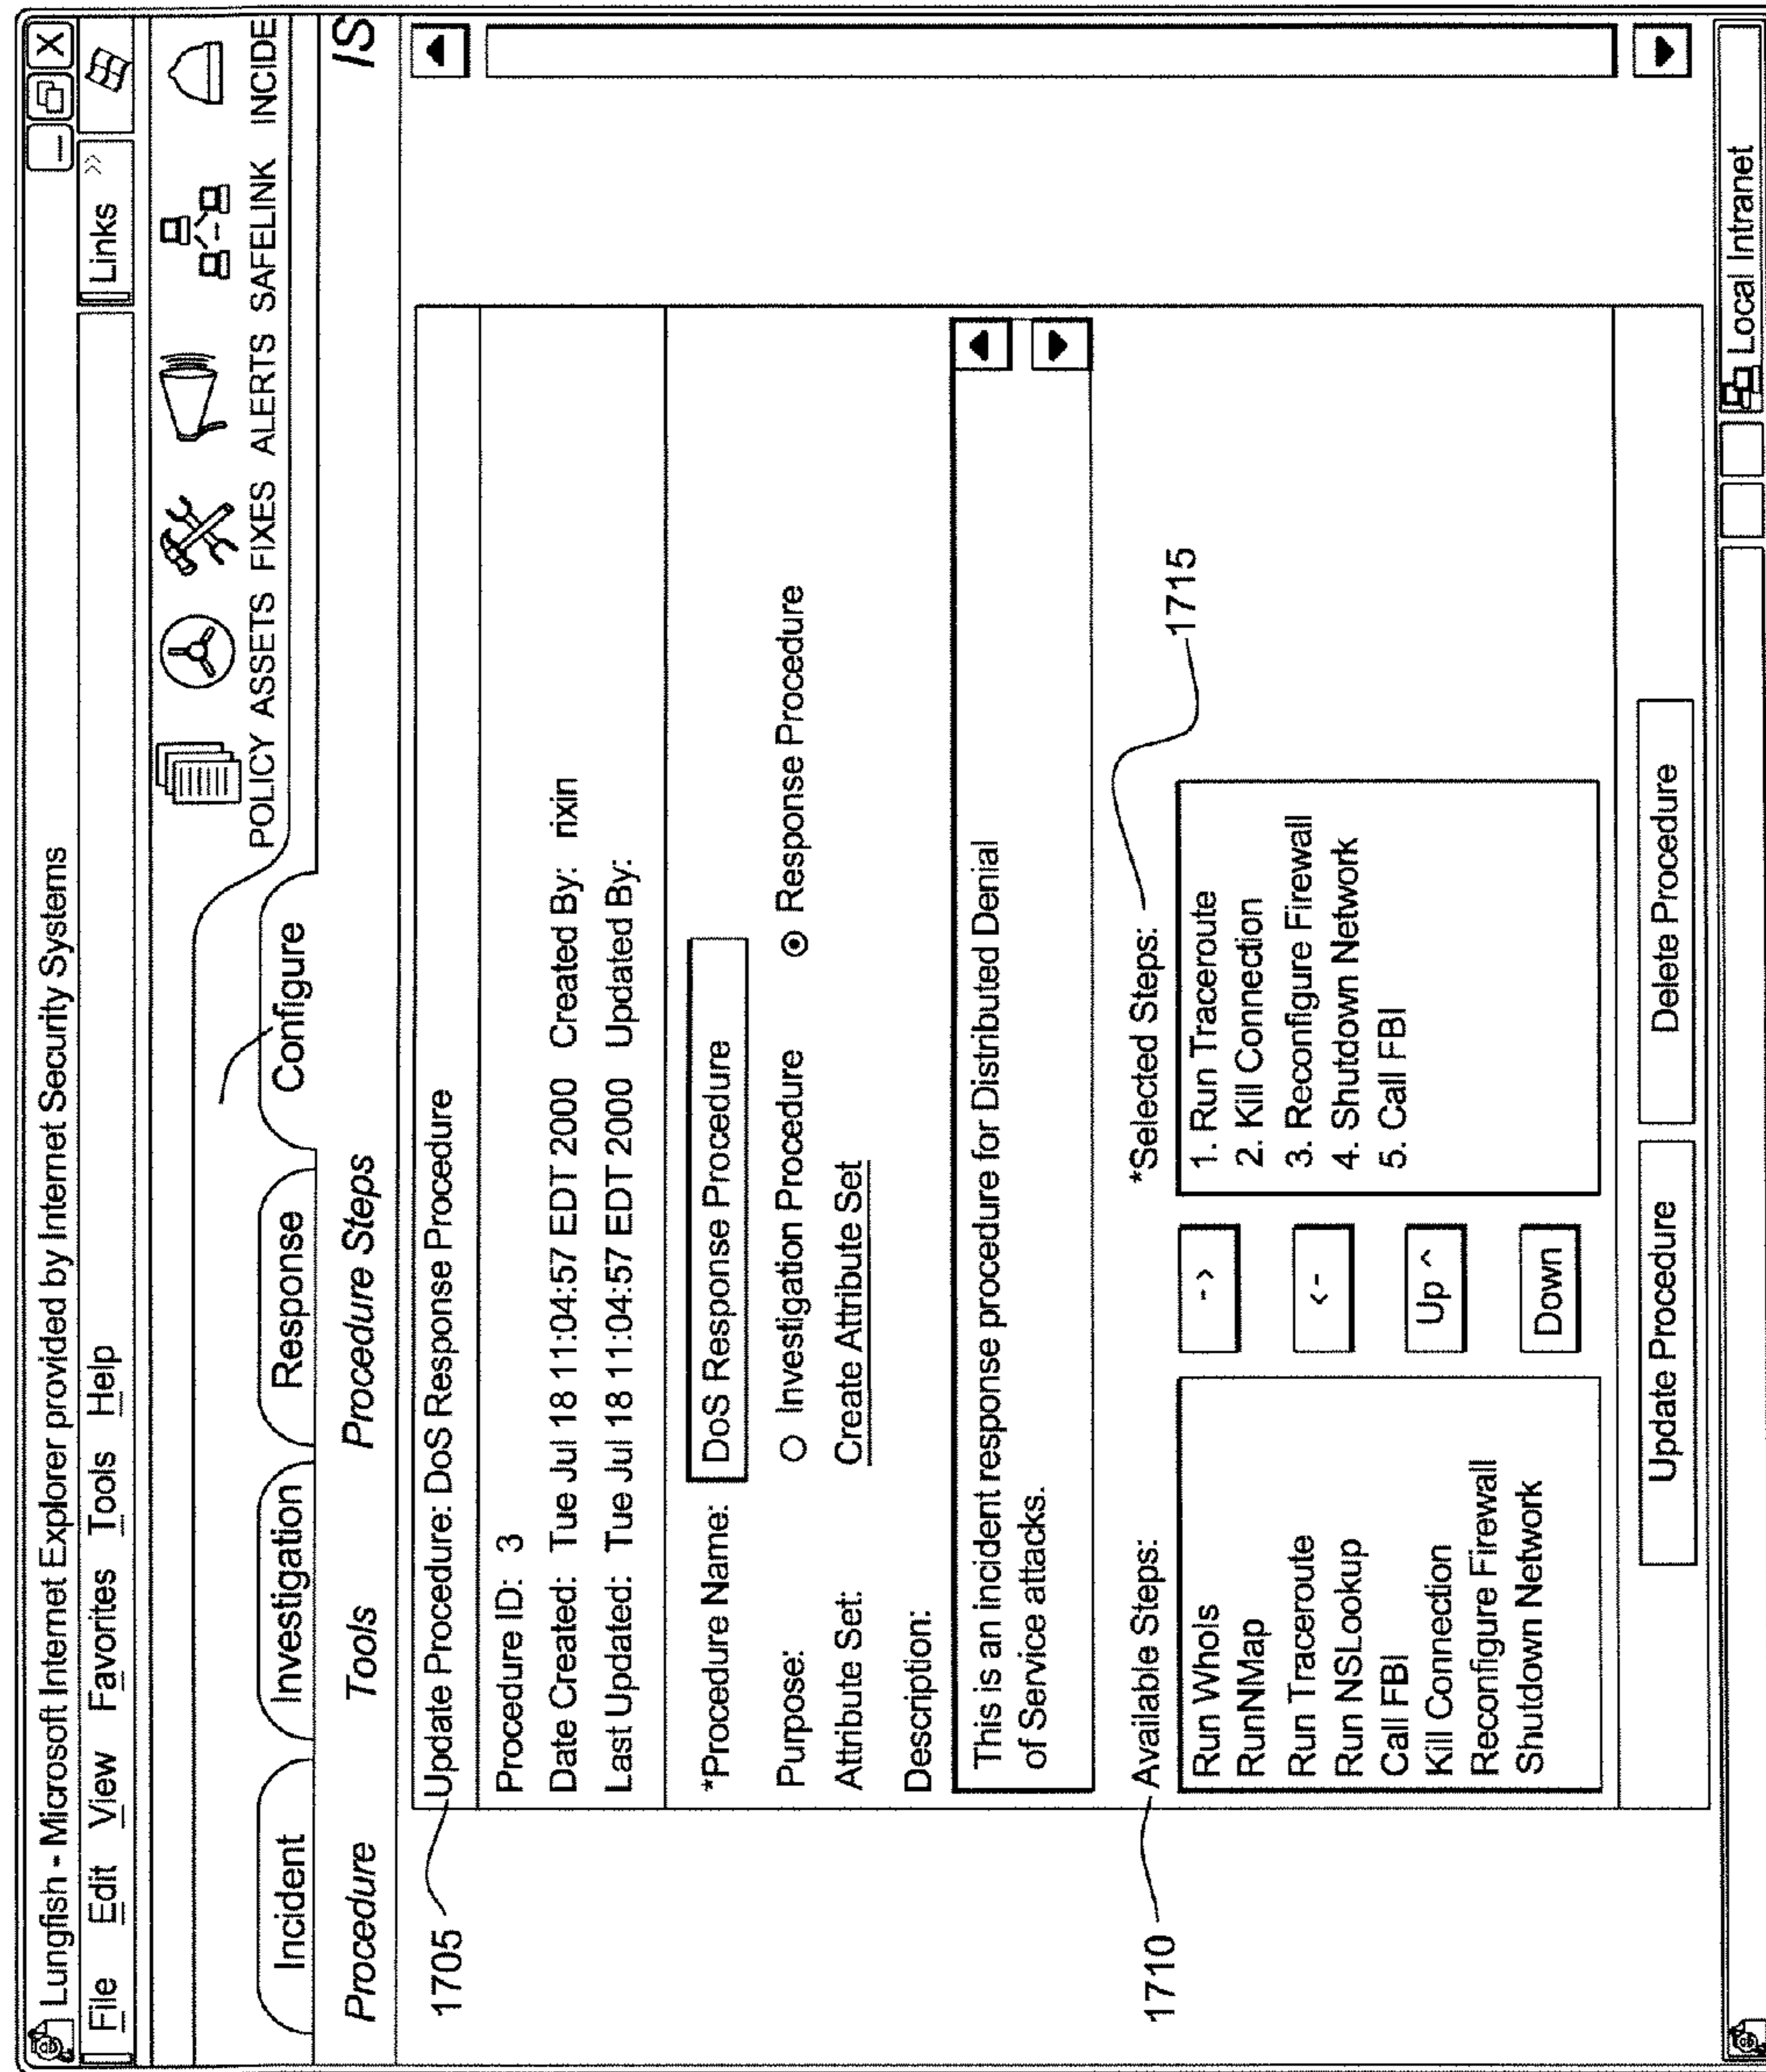 Lungfish - Microsoft Internet Explorer provided by Internet Security Systems
_ X
File Edit View Favorites Tools Help Links »
POLICY ASSETS FIXES ALERTS SAFELINK INCIDE
Incident Investigation Response Configure
Procedure Tools Procedure Steps IS
1705
Update Procedure: DoS Response Procedure
Procedure ID: 3
Date Created: Tue Jul 18 11:04:57 EDT 2000 Created By: rixin
Last Updated: Tue Jul 18 11:04:57 EDT 2000 Updated By:
*Procedure Name: DoS Response Procedure
Purpose: Investigation Procedure Response Procedure
Attribute Set: Create Attribute Set
Description:
This is an incident response procedure for Distributed Denial
of Service attacks.
1710
Available Steps:
*Selected Steps:
1715
Run WhoIs
RunNMap
Run Traceroute
Run NSLookup
Call FBI
Kill Connection
Reconfigure Firewall
Shutdown Network
->
<-
Up ^
Down
1. Run Traceroute
2. Kill Connection
3. Reconfigure Firewall
4. Shutdown Network
5. Call FBI
Update Procedure Delete Procedure
Local Intranet